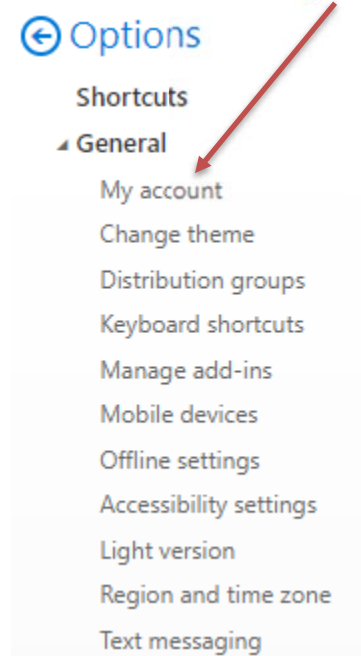 Options
Shortcuts
General
My account
Change theme
Distribution groups
Keyboard shortcuts
Manage add-ins
Mobile devices
Offline settings
Accessibility settings
Light version
Region and time zone
Text messaging